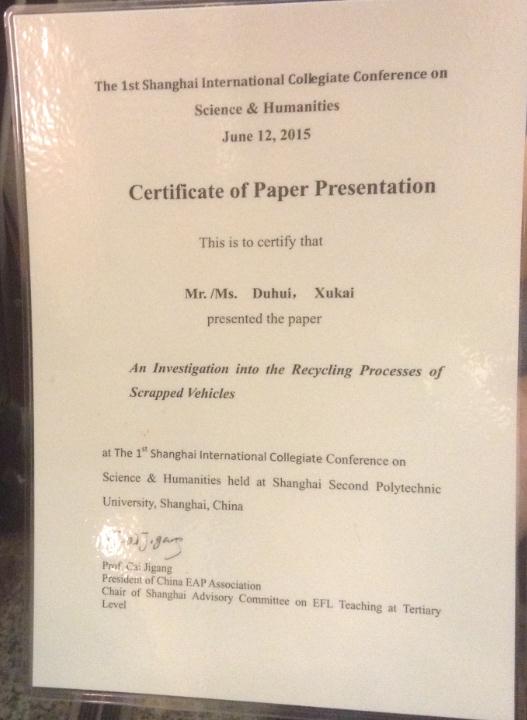 The 1st Shanghai International Collegiate Conference on
Science & Humanities
June 12, 2015
Certificate of Paper Presentation
This is to certify that
Mr. /Ms. Duhui, Xukai
presented the paper
An Investigation into the Recycling Processes of
Scrapped Vehicles
at The 1st Shanghai International Collegiate Conference on
Science & Humanities held at Shanghai Second Polytechnic
University, Shanghai, China
Prof. Cai Jigang
President of China EAP Association
Chair of Shanghai Advisory Committee on EFL Teaching at Tertiary
Level